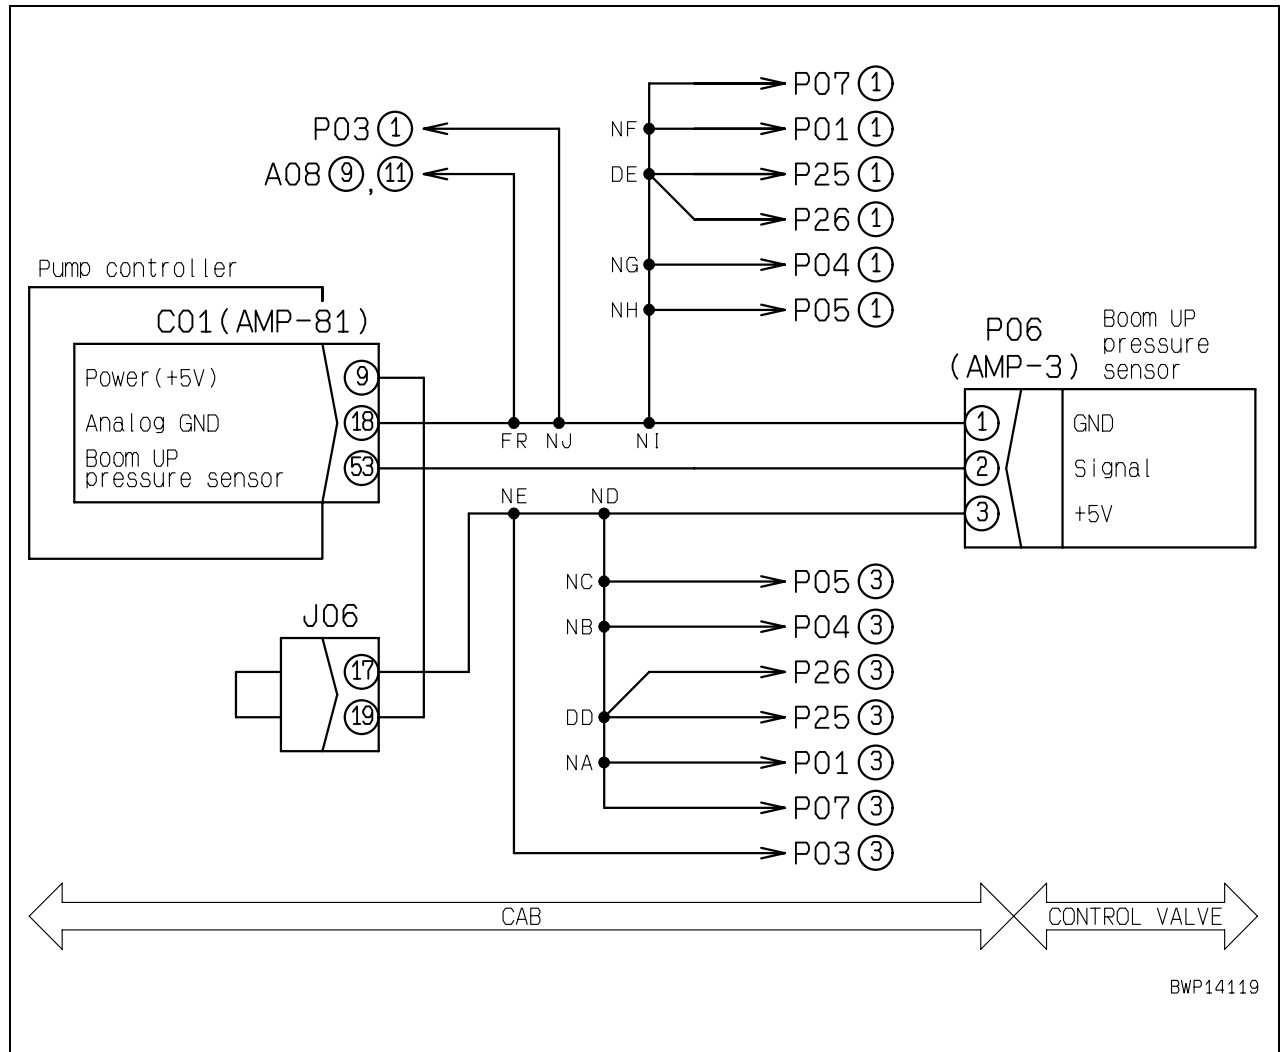 P07 1
P03 1
NF P01 1
A08 9, 11
DE P25 1
P26 1
Pump controller
NG P04 1
NH P05 1
C01(AMP-81)
P06
(AMP-3)
Boom UP
pressure
sensor
Power(+5V) 9
Analog GND 18
FR NJ NI
1 GND
Boom UP
pressure sensor 53
2 Signal
NE ND
3 +5V
NC P05 3
NB P04 3
J06
17
P26 3
19
DD P25 3
NA P01 3
P07 3
P03 3
CAB
CONTROL VALVE
BWP14119